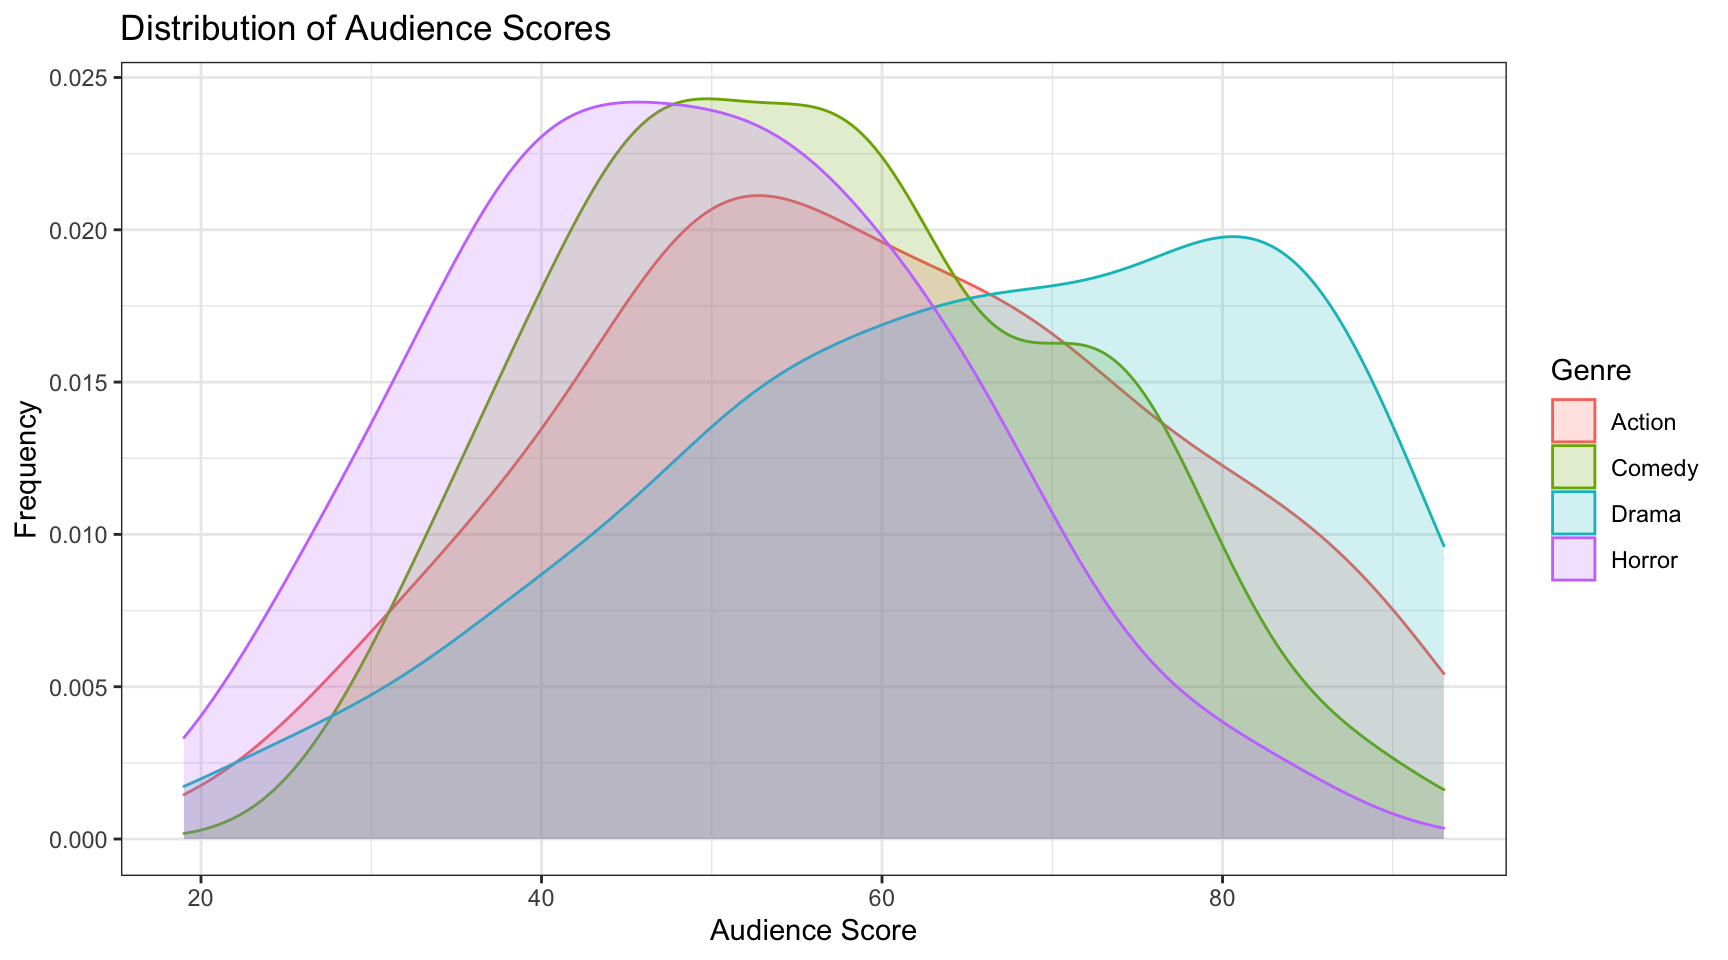 Distribution of Audience Scores
0.025
0.020
0.015
0.010
0.005
0.000
Frequency
20 40 60 80
Audience Score
Genre
Action
Comedy
Drama
Horror